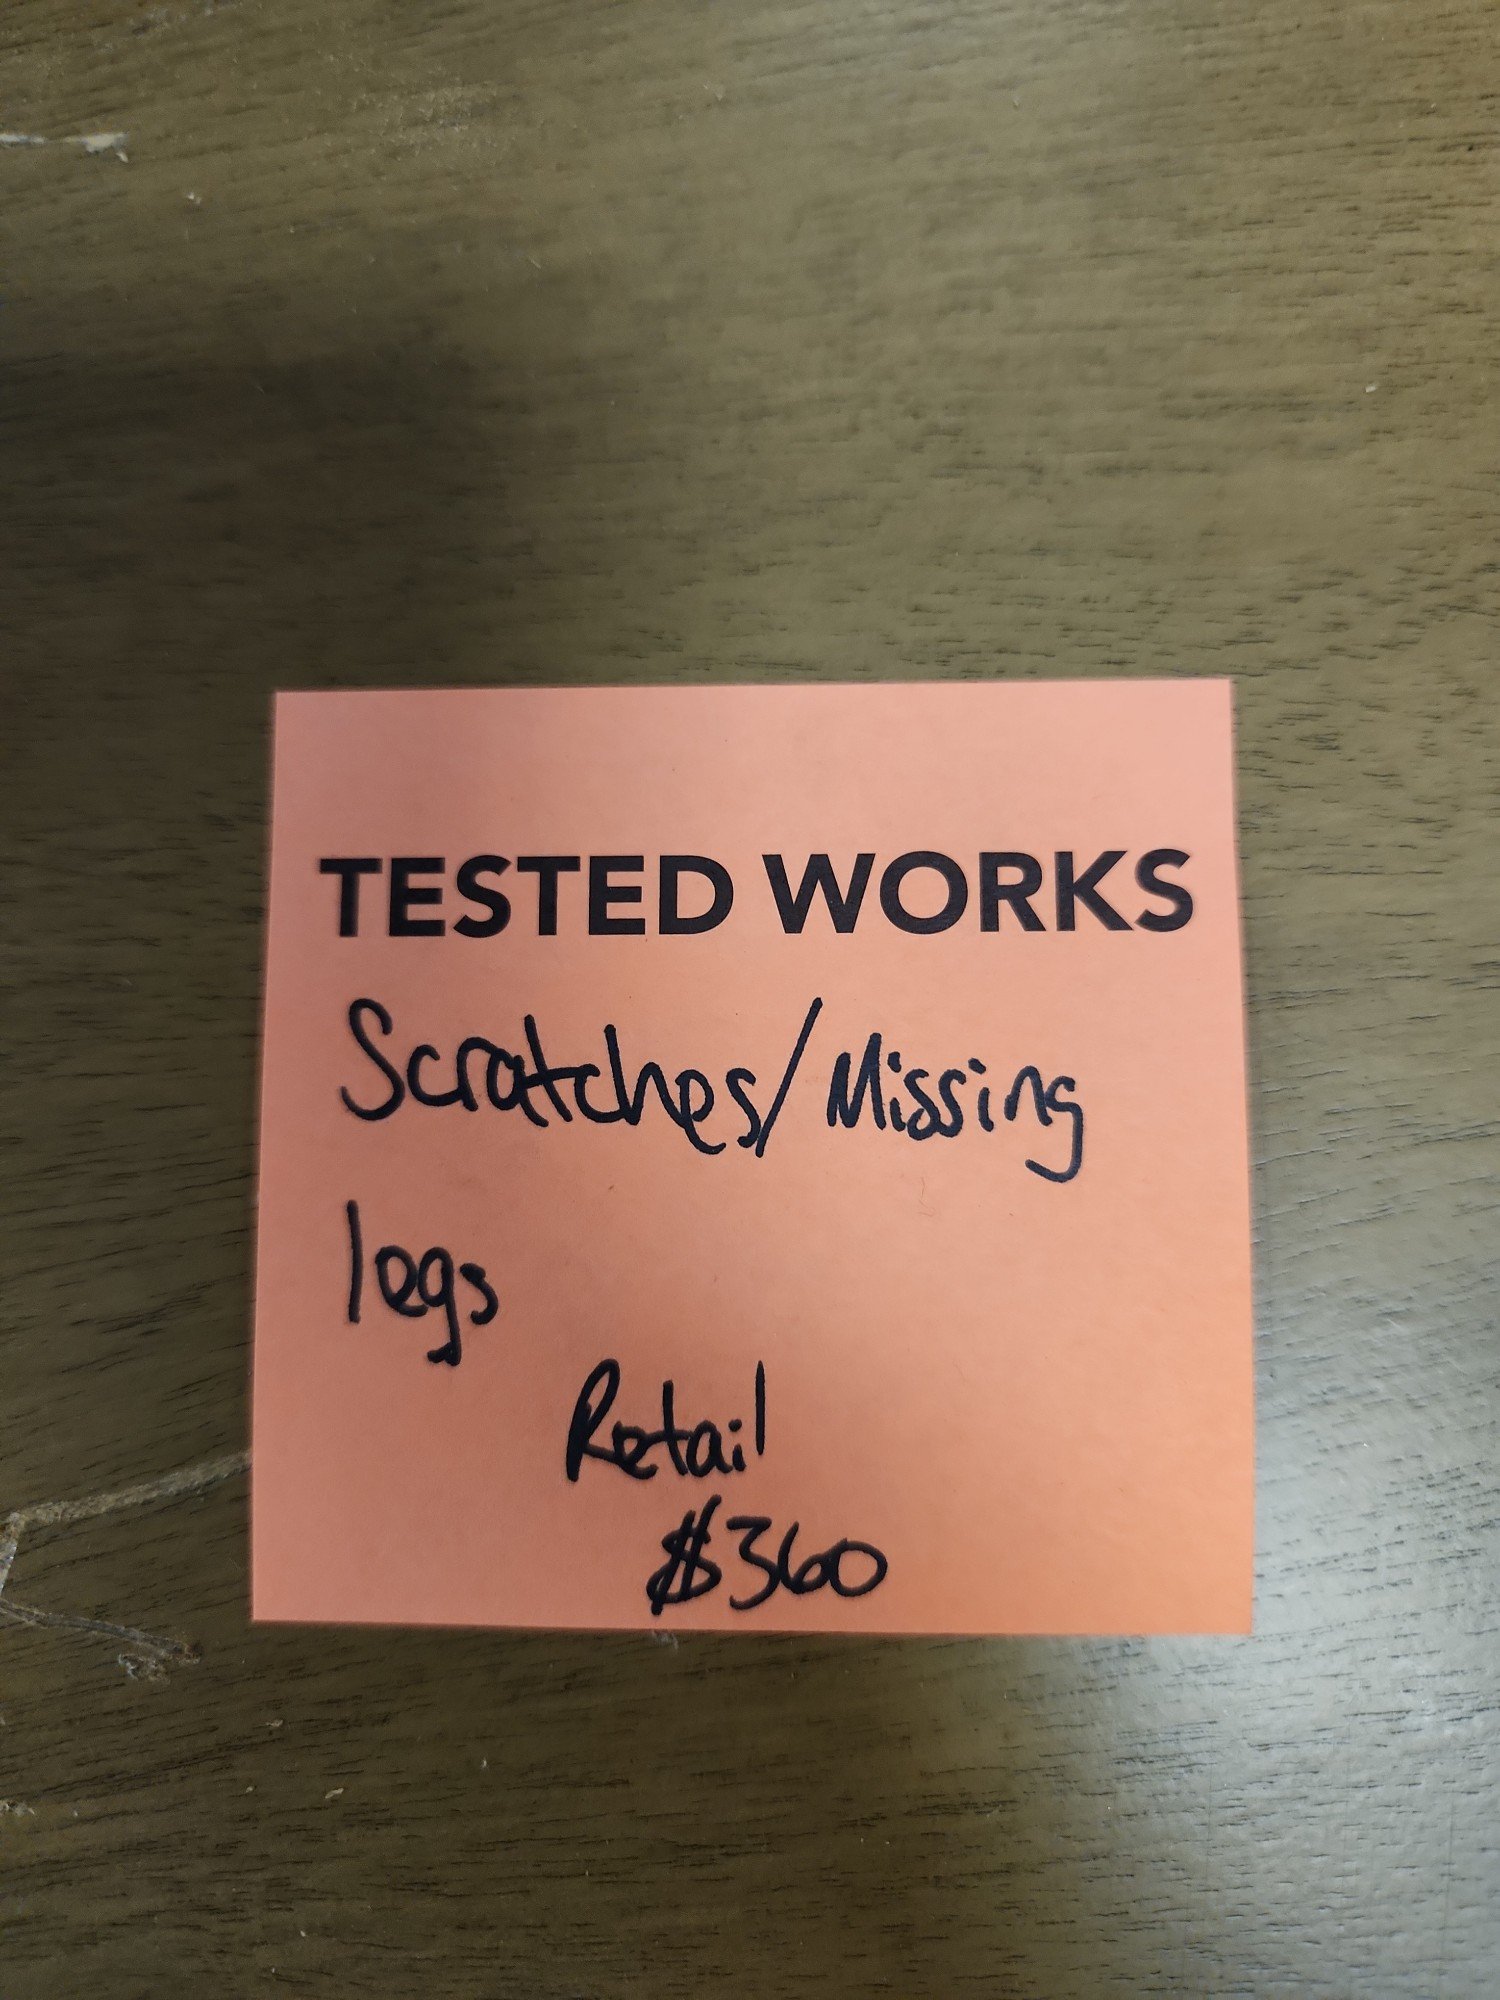 TESTED WORKS
Scratches/Missing
legs
Retail
$360